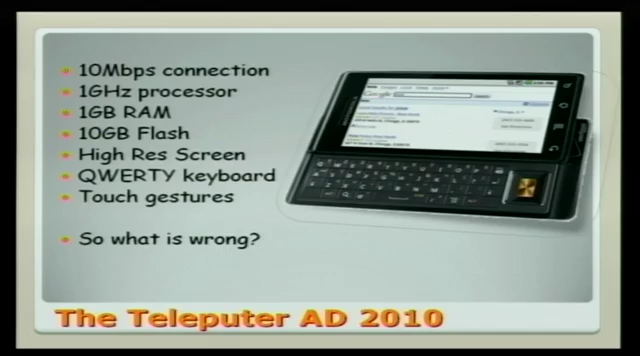 10Mbps connection
1GHz processor
1GB RAM
10GB Flash
High Res Screen
QWERTY keyboard
Touch gestures
So what is wrong?
The Teleputer AD 2010
Google